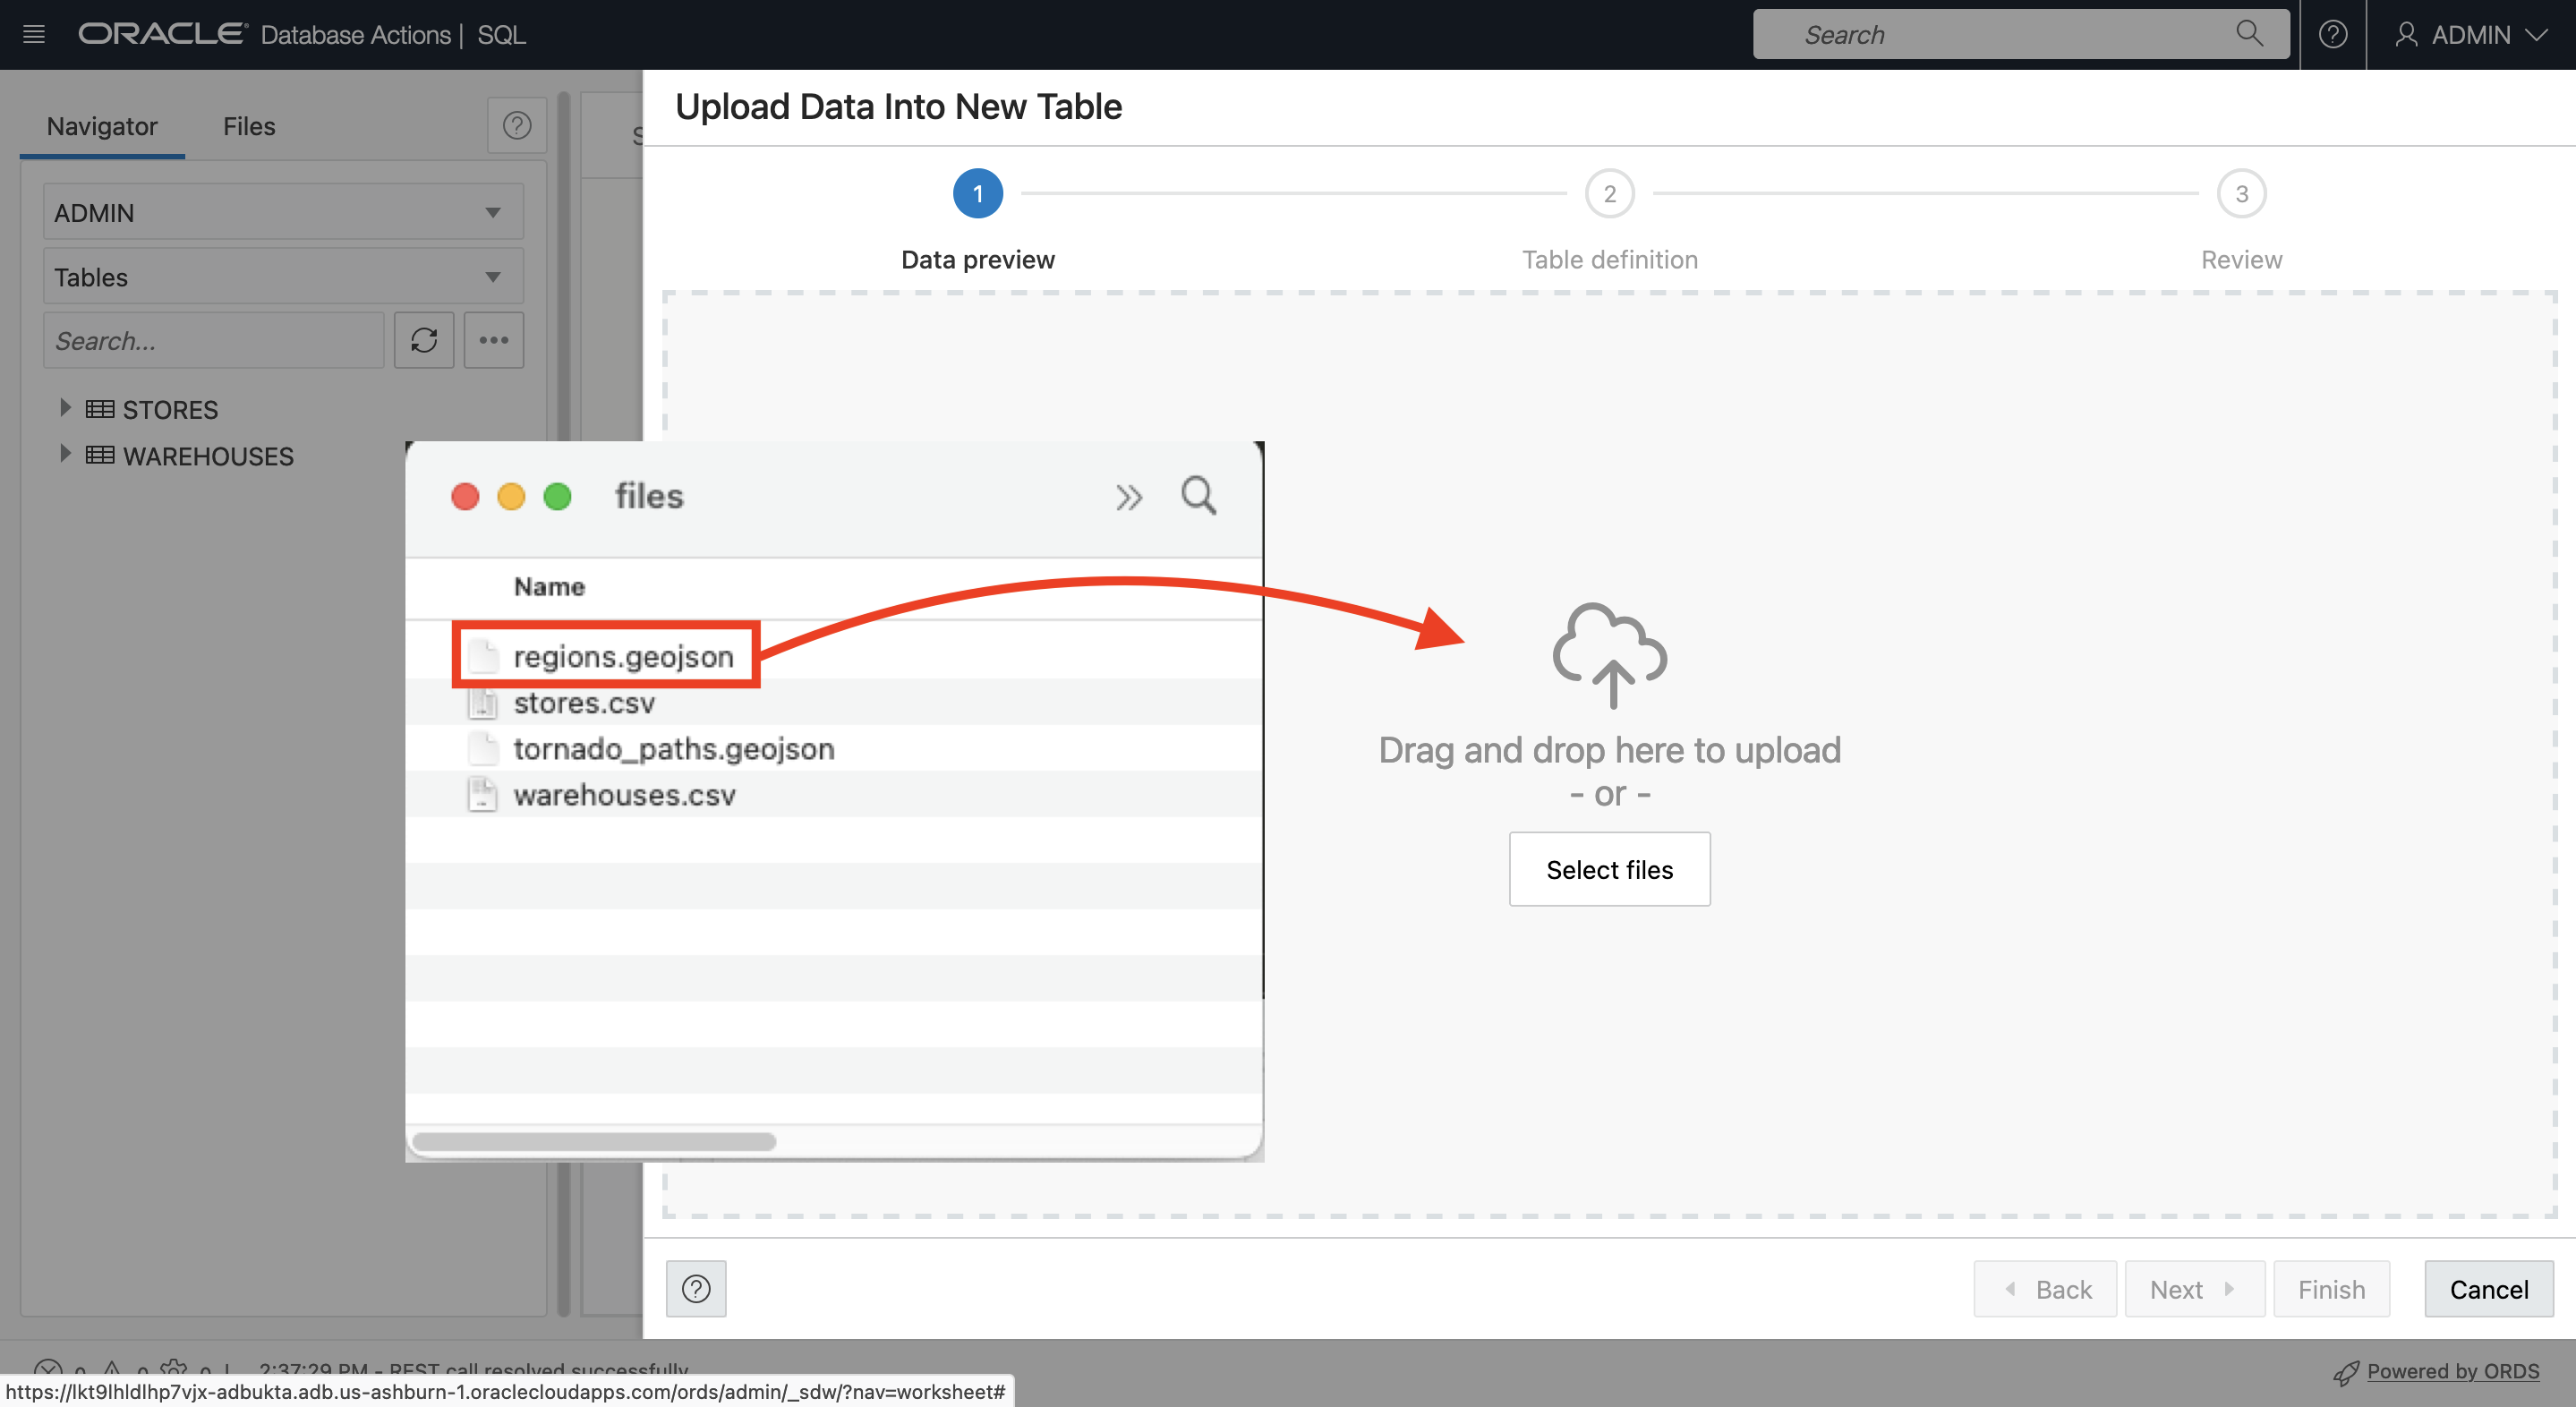 ORACLE Database Actions | SQL
Search
ADMIN
Navigator
Files
ADMIN
Tables
Search...
STORES
WAREHOUSES
Upload Data Into New Table
1
2
3
Data preview
Table definition
Review
files
Name
regions.geojson
stores.csv
tornado_paths.geojson
warehouses.csv
Drag and drop here to upload
- or -
Select files
Back
Next
Finish
Cancel
2:37:29 PM - REST call resolved successfully
https://lkt9lhldlhp7vjx-adbukta.adb.us-ashburn-1.oraclecloudapps.com/ords/admin/_sdw/?nav=worksheet#
Powered by ORDS